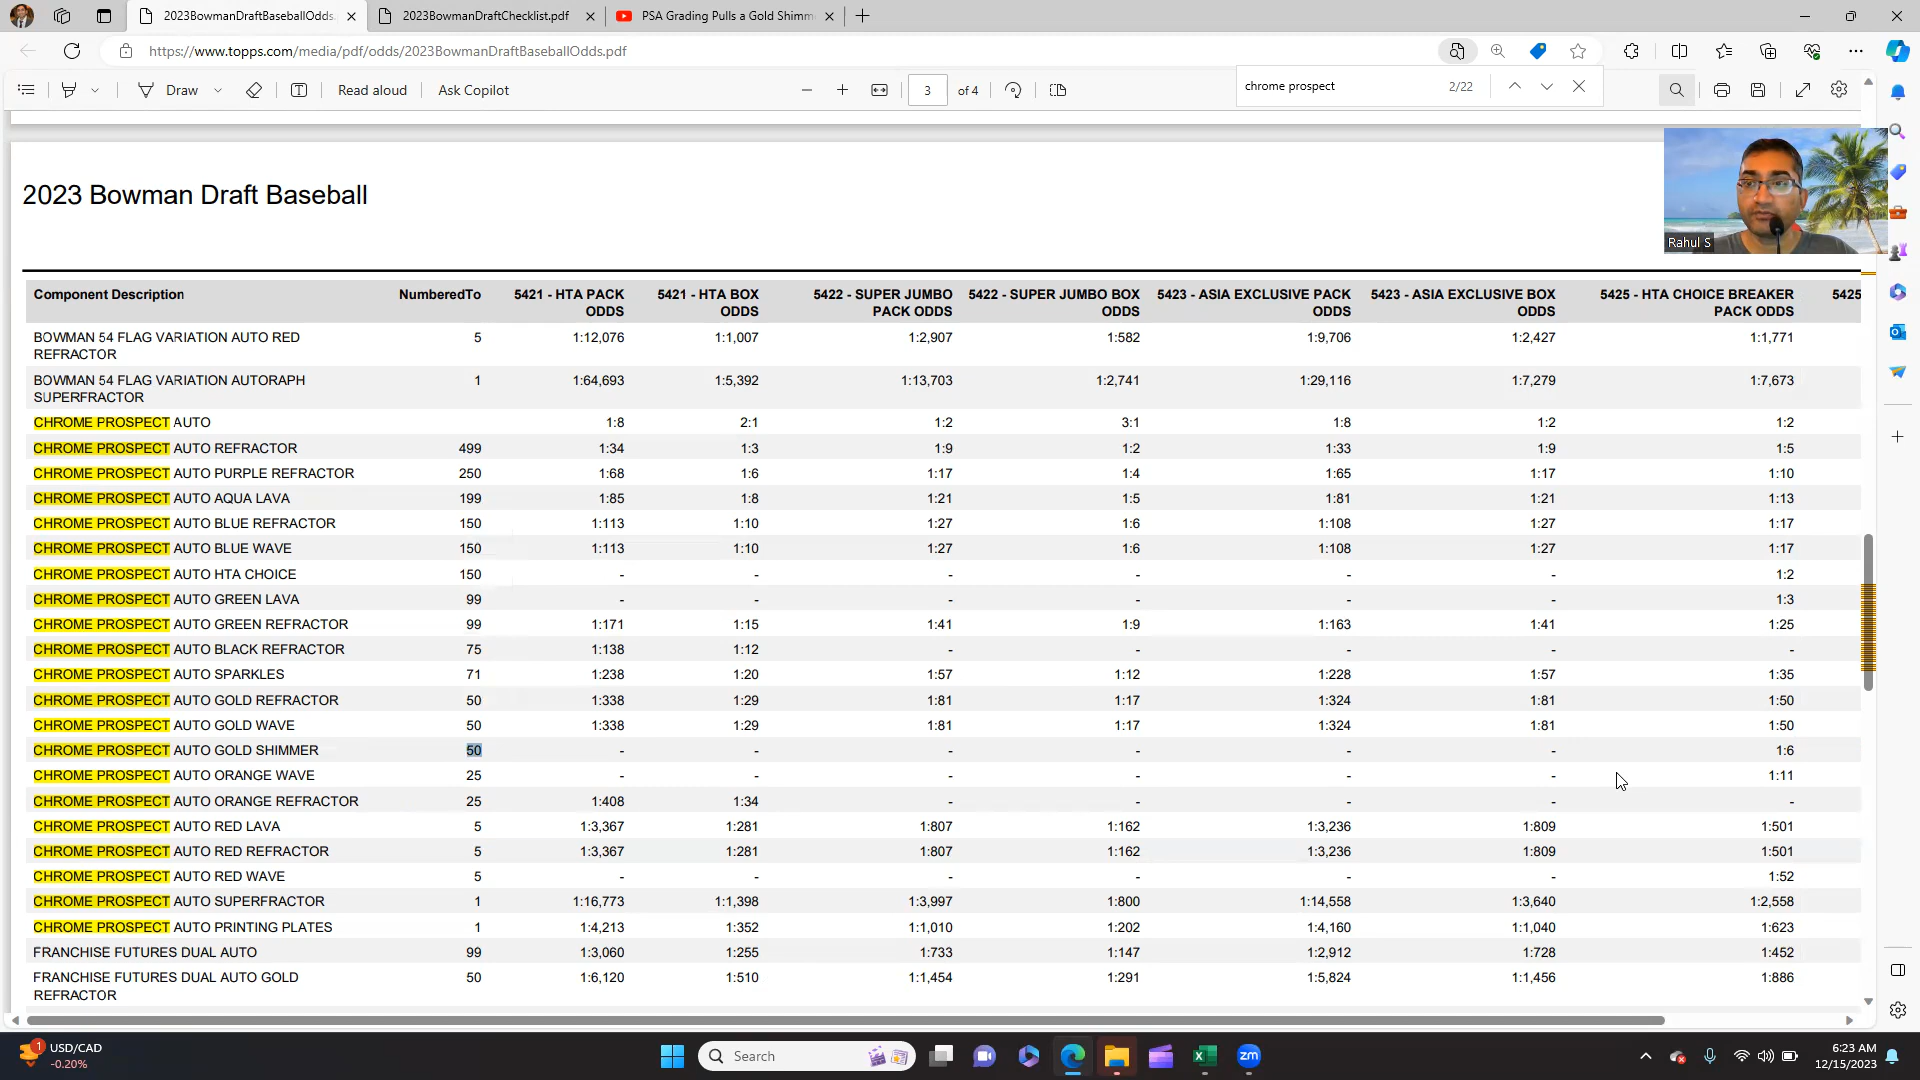 2023BowmanDraftBaseballOdds.
2023BowmanDraftChecklist.pdf
PSA Grading Pulls a Gold Shimm
https://www.topps.com/media/pdf/odds/2023BowmanDraftBaseballOdds.pdf
Draw
Read aloud
Ask Copilot
3 of 4
chrome prospect 2/22
2023 Bowman Draft Baseball
Rahul S
Component Description NumberedTo 5421 - HTA PACK ODDS 5421 - HTA BOX ODDS 5422 - SUPER JUMBO PACK ODDS 5422 - SUPER JUMBO BOX ODDS 5423 - ASIA EXCLUSIVE PACK ODDS 5423 - ASIA EXCLUSIVE BOX ODDS 5425 - HTA CHOICE BREAKER PACK ODDS 5425
BOWMAN 54 FLAG VARIATION AUTO RED REFRACTOR 5 1:12,076 1:1,007 1:2,907 1:582 1:9,706 1:2,427 1:1,771
BOWMAN 54 FLAG VARIATION AUTORAPH SUPERFRACTOR 1 1:64,693 1:5,392 1:13,703 1:2,741 1:29,116 1:7,279 1:7,673
CHROME PROSPECT AUTO 1:8 2:1 1:2 3:1 1:8 1:2 1:2
CHROME PROSPECT AUTO REFRACTOR 499 1:34 1:3 1:9 1:2 1:33 1:9 1:5
CHROME PROSPECT AUTO PURPLE REFRACTOR 250 1:68 1:6 1:17 1:4 1:65 1:17 1:10
CHROME PROSPECT AUTO AQUA LAVA 199 1:85 1:8 1:21 1:5 1:81 1:21 1:13
CHROME PROSPECT AUTO BLUE REFRACTOR 150 1:113 1:10 1:27 1:6 1:108 1:27 1:17
CHROME PROSPECT AUTO BLUE WAVE 150 1:113 1:10 1:27 1:6 1:108 1:27 1:17
CHROME PROSPECT AUTO HTA CHOICE 150 - - - - - - 1:2
CHROME PROSPECT AUTO GREEN LAVA 99 - - - - - - 1:3
CHROME PROSPECT AUTO GREEN REFRACTOR 99 1:171 1:15 1:41 1:9 1:163 1:41 1:25
CHROME PROSPECT AUTO BLACK REFRACTOR 75 1:138 1:12 - - - - -
CHROME PROSPECT AUTO SPARKLES 71 1:238 1:20 1:57 1:12 1:228 1:57 1:35
CHROME PROSPECT AUTO GOLD REFRACTOR 50 1:338 1:29 1:81 1:17 1:324 1:81 1:50
CHROME PROSPECT AUTO GOLD WAVE 50 1:338 1:29 1:81 1:17 1:324 1:81 1:50
CHROME PROSPECT AUTO GOLD SHIMMER 50 - - - - - - 1:6
CHROME PROSPECT AUTO ORANGE WAVE 25 - - - - - - 1:11
CHROME PROSPECT AUTO ORANGE REFRACTOR 25 1:408 1:34 - - - - -
CHROME PROSPECT AUTO RED LAVA 5 1:3,367 1:281 1:807 1:162 1:3,236 1:809 1:501
CHROME PROSPECT AUTO RED REFRACTOR 5 1:3,367 1:281 1:807 1:162 1:3,236 1:809 1:501
CHROME PROSPECT AUTO RED WAVE 5 - - - - - - 1:52
CHROME PROSPECT AUTO SUPERFRACTOR 1 1:16,773 1:1,398 1:3,997 1:800 1:14,558 1:3,640 1:2,558
CHROME PROSPECT AUTO PRINTING PLATES 1 1:4,213 1:352 1:1,010 1:202 1:4,160 1:1,040 1:623
FRANCHISE FUTURES DUAL AUTO 99 1:3,060 1:255 1:733 1:147 1:2,912 1:728 1:452
FRANCHISE FUTURES DUAL AUTO GOLD REFRACTOR 50 1:6,120 1:510 1:1,454 1:291 1:5,824 1:1,456 1:886
1
USD/CAD
-0.20%
Search
zm
6:23 AM
12/15/2023